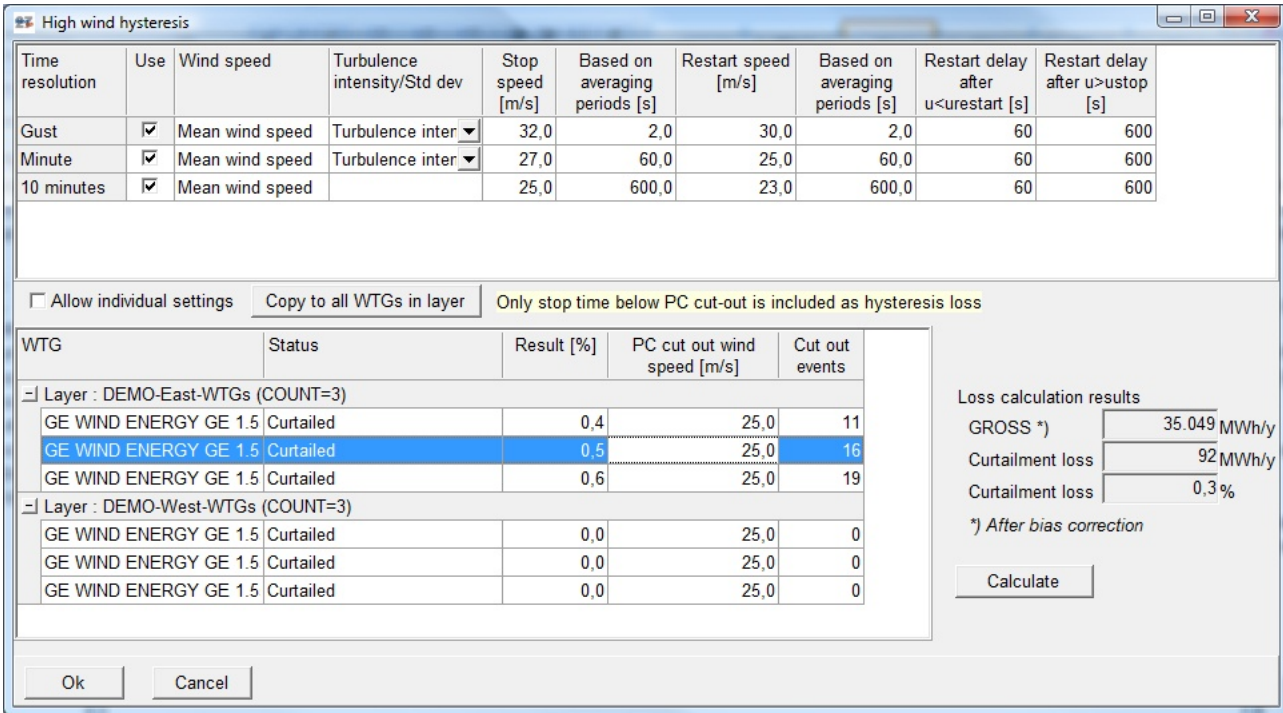 High wind hysteresis
Time resolution Use Wind speed Turbulence intensity/Std dev Stop speed [m/s] Based on averaging periods [s] Restart speed [m/s] Based on averaging periods [s] Restart delay after u<urestart [s] Restart delay after u>ustop [s]
Gust Mean wind speed Turbulence inter 32,0 2,0 30,0 2,0 60 600
Minute Mean wind speed Turbulence inter 27,0 60,0 25,0 60,0 60 600
10 minutes Mean wind speed 25,0 600,0 23,0 600,0 60 600
Allow individual settings Copy to all WTGs in layer Only stop time below PC cut-out is included as hysteresis loss
WTG Status Result [%] PC cut out wind speed [m/s] Cut out events
Layer : DEMO-East-WTGs (COUNT=3)
GE WIND ENERGY GE 1.5 Curtailed 0,4 25,0 11
GE WIND ENERGY GE 1.5 Curtailed 0,5 25,0 16
GE WIND ENERGY GE 1.5 Curtailed 0,6 25,0 19
Layer : DEMO-West-WTGs (COUNT=3)
GE WIND ENERGY GE 1.5 Curtailed 0,0 25,0 0
GE WIND ENERGY GE 1.5 Curtailed 0,0 25,0 0
GE WIND ENERGY GE 1.5 Curtailed 0,0 25,0 0
Loss calculation results
GROSS *) 35.049 MWh/y
Curtailment loss 92 MWh/y
Curtailment loss 0,3 %
*) After bias correction
Calculate
Ok Cancel